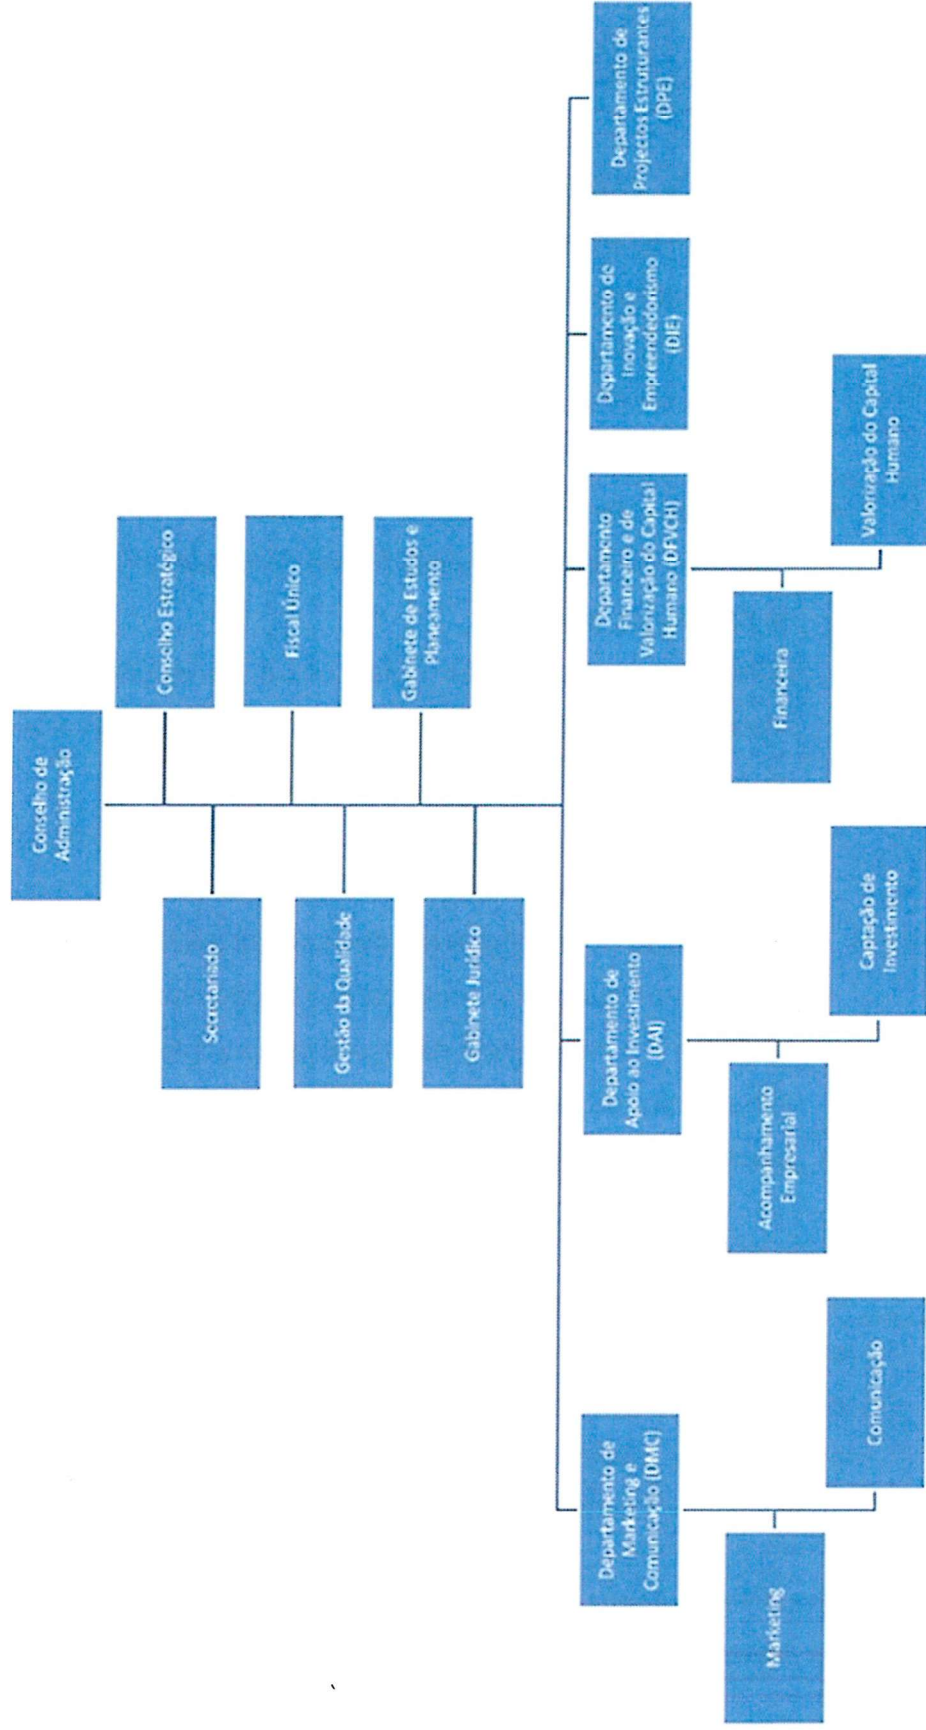 Conselho de
Administração
Conselho Estratégico
Secretariado
Fiscal Único
Gestão da Qualidade
Gabinete de Estudos e
Planeamento
Gabinete Jurídico
Departamento de
Marketing e
Comunicação (DMC)
Departamento de
Apoio ao Investimento
(DAI)
Departamento
Financeiro e de
Valorização do Capital
Humano (DFVCH)
Departamento de
Inovação e
Empreendedorismo
(DIE)
Departamento de
Projectos Estruturantes
(DPE)
Marketing
Comunicação
Acompanhamento
Empresarial
Captação de
Investimento
Financeira
Valorização do Capital
Humano